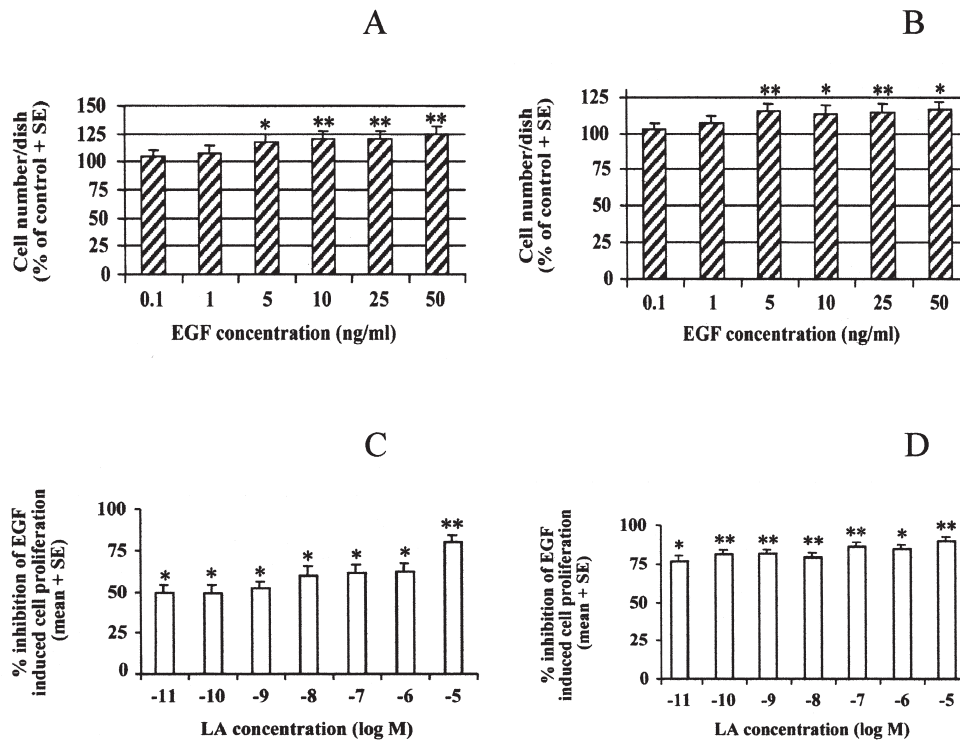 A
Cell number/dish
(% of control + SE)
150
125
100
75
50
25
0
* ** ** **
0.1 1 5 10 25 50
EGF concentration (ng/ml)
B
Cell number/dish
(% of control + SE)
125
100
75
50
25
0
** * ** *
0.1 1 5 10 25 50
EGF concentration (ng/ml)
C
% inhibition of EGF
induced cell proliferation
(mean + SE)
100
75
50
25
0
* * * * * * **
-11 -10 -9 -8 -7 -6 -5
LA concentration (log M)
D
% inhibition of EGF
induced cell proliferation
(mean + SE)
100
75
50
25
0
* ** ** ** ** * **
-11 -10 -9 -8 -7 -6 -5
LA concentration (log M)